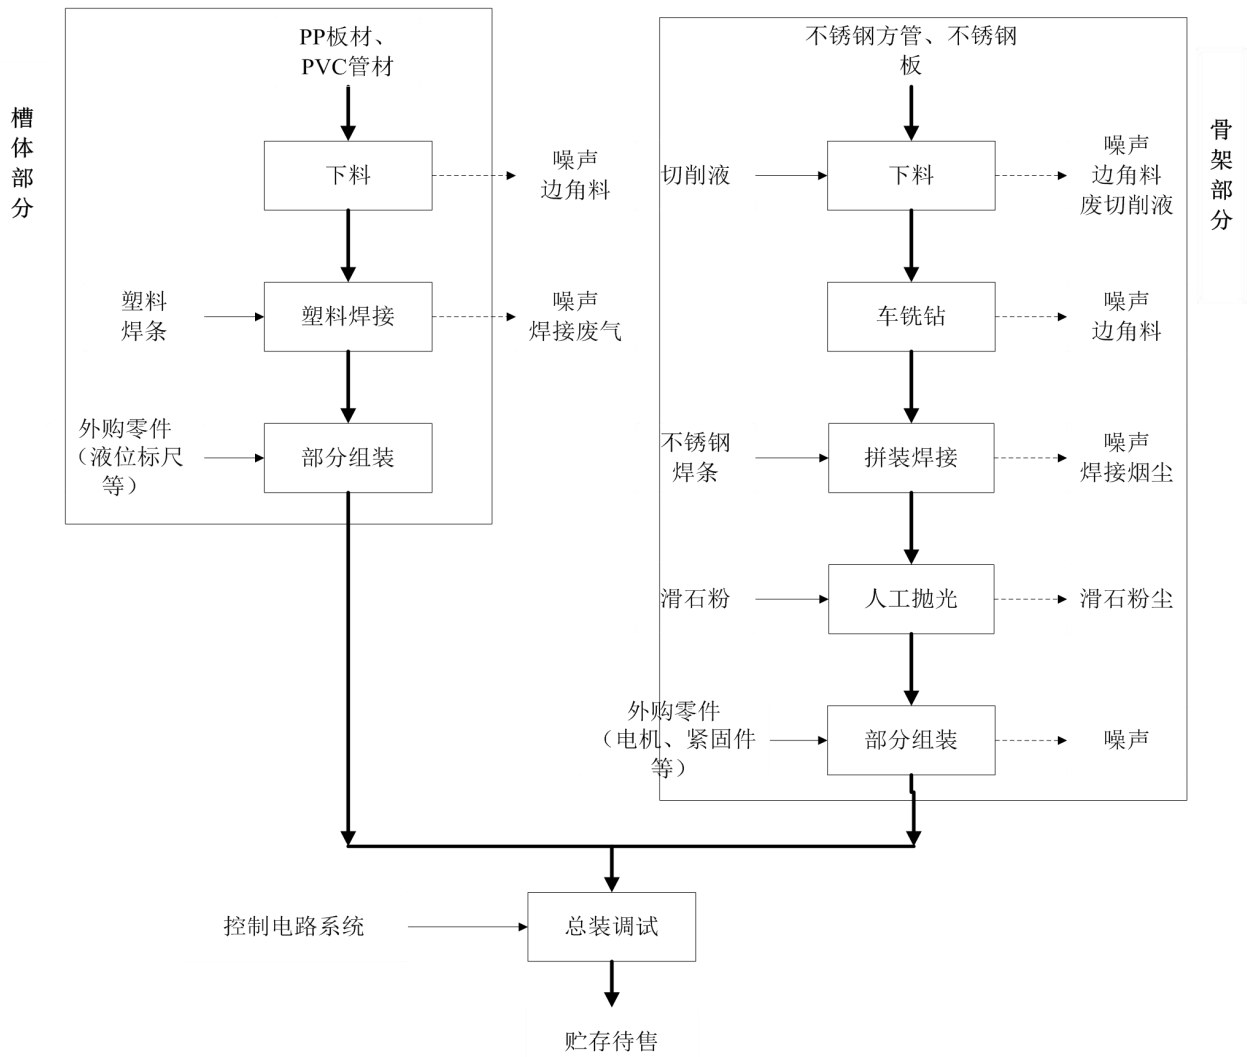 槽体部分
PP板材、
PVC管材
下料
噪声
边角料
塑料
焊条
塑料焊接
噪声
焊接废气
外购零件
（液位标尺
等）
部分组装
骨架部分
不锈钢方管、不锈钢
板
切削液
下料
噪声
边角料
废切削液
车铣钻
噪声
边角料
不锈钢
焊条
拼装焊接
噪声
焊接烟尘
滑石粉
人工抛光
滑石粉尘
外购零件
（电机、紧固件
等）
部分组装
噪声
控制电路系统
总装调试
贮存待售